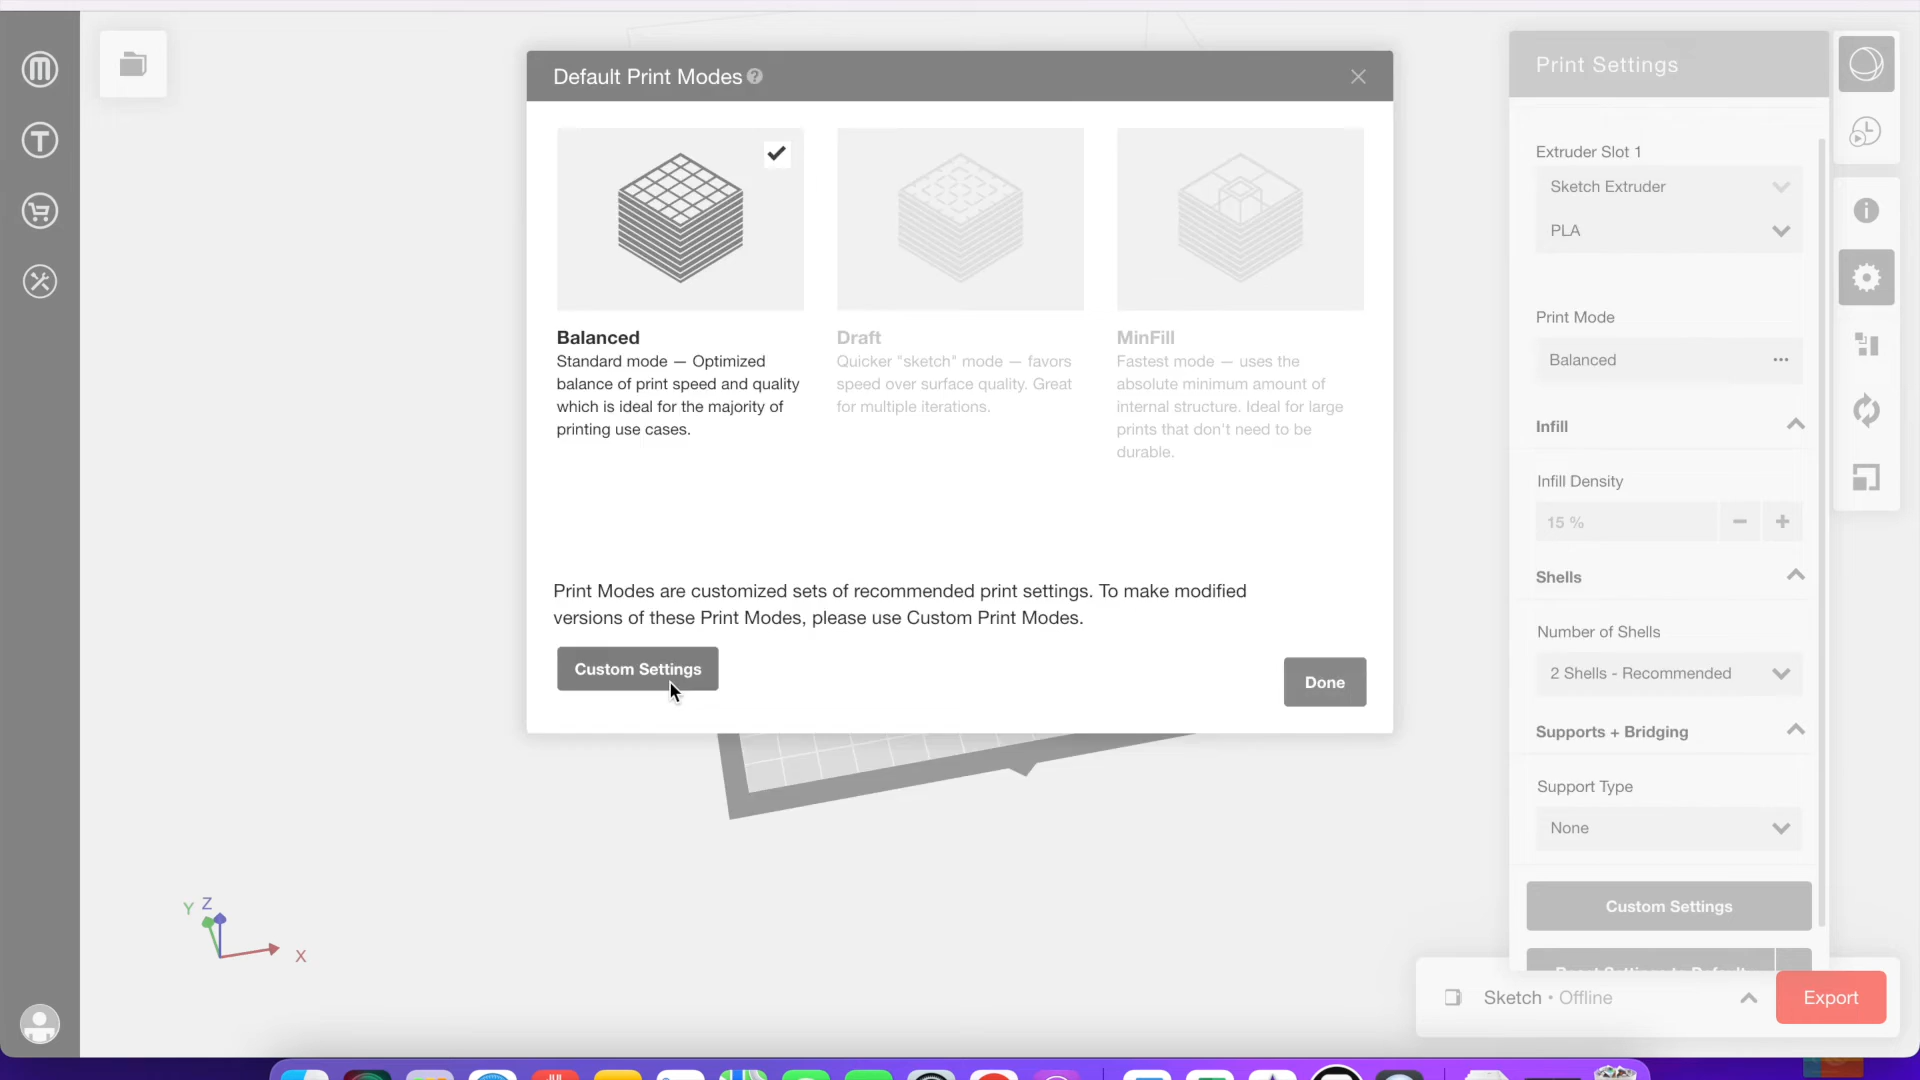 Default Print Modes
Balanced
Standard mode — Optimized
balance of print speed and quality
which is ideal for the majority of
printing use cases.
Draft
Quicker "sketch" mode — favors
speed over surface quality. Great
for multiple iterations.
MinFill
Fastest mode — uses the
absolute minimum amount of
internal structure. Ideal for large
prints that don't need to be
durable.
Print Modes are customized sets of recommended print settings. To make modified
versions of these Print Modes, please use Custom Print Modes.
Custom Settings
Done
Print Settings
Extruder Slot 1
Sketch Extruder
PLA
Print Mode
Balanced
Infill
Infill Density
15 %
Shells
Number of Shells
2 Shells - Recommended
Supports + Bridging
Support Type
None
Custom Settings
Reset Settings to Default
Sketch • Offline
Export
Y Z
X